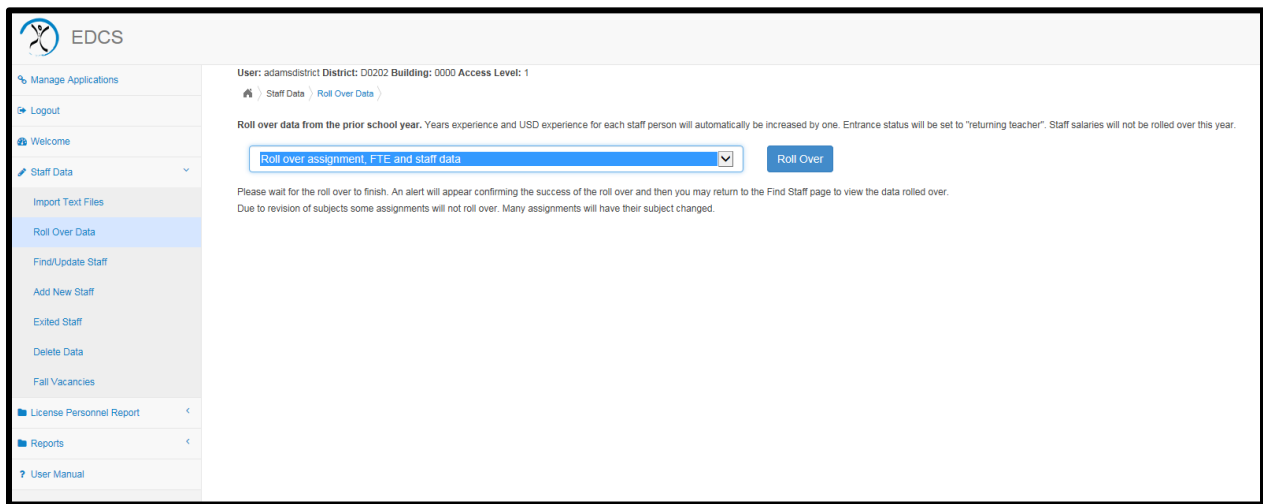 EDCS
Manage Applications
Logout
Welcome
Staff Data
Import Text Files
Roll Over Data
Find/Update Staff
Add New Staff
Exited Staff
Delete Data
Fall Vacancies
License Personnel Report
Reports
? User Manual
User: adamsdistrict District: D0202 Building: 0000 Access Level: 1
Staff Data Roll Over Data
Roll over data from the prior school year. Years experience and USD experience for each staff person will automatically be increased by one. Entrance status will be set to "returning teacher". Staff salaries will not be rolled over this year.
Roll over assignment, FTE and staff data
Roll Over
Please wait for the roll over to finish. An alert will appear confirming the success of the roll over and then you may return to the Find Staff page to view the data rolled over.
Due to revision of subjects some assignments will not roll over. Many assignments will have their subject changed.